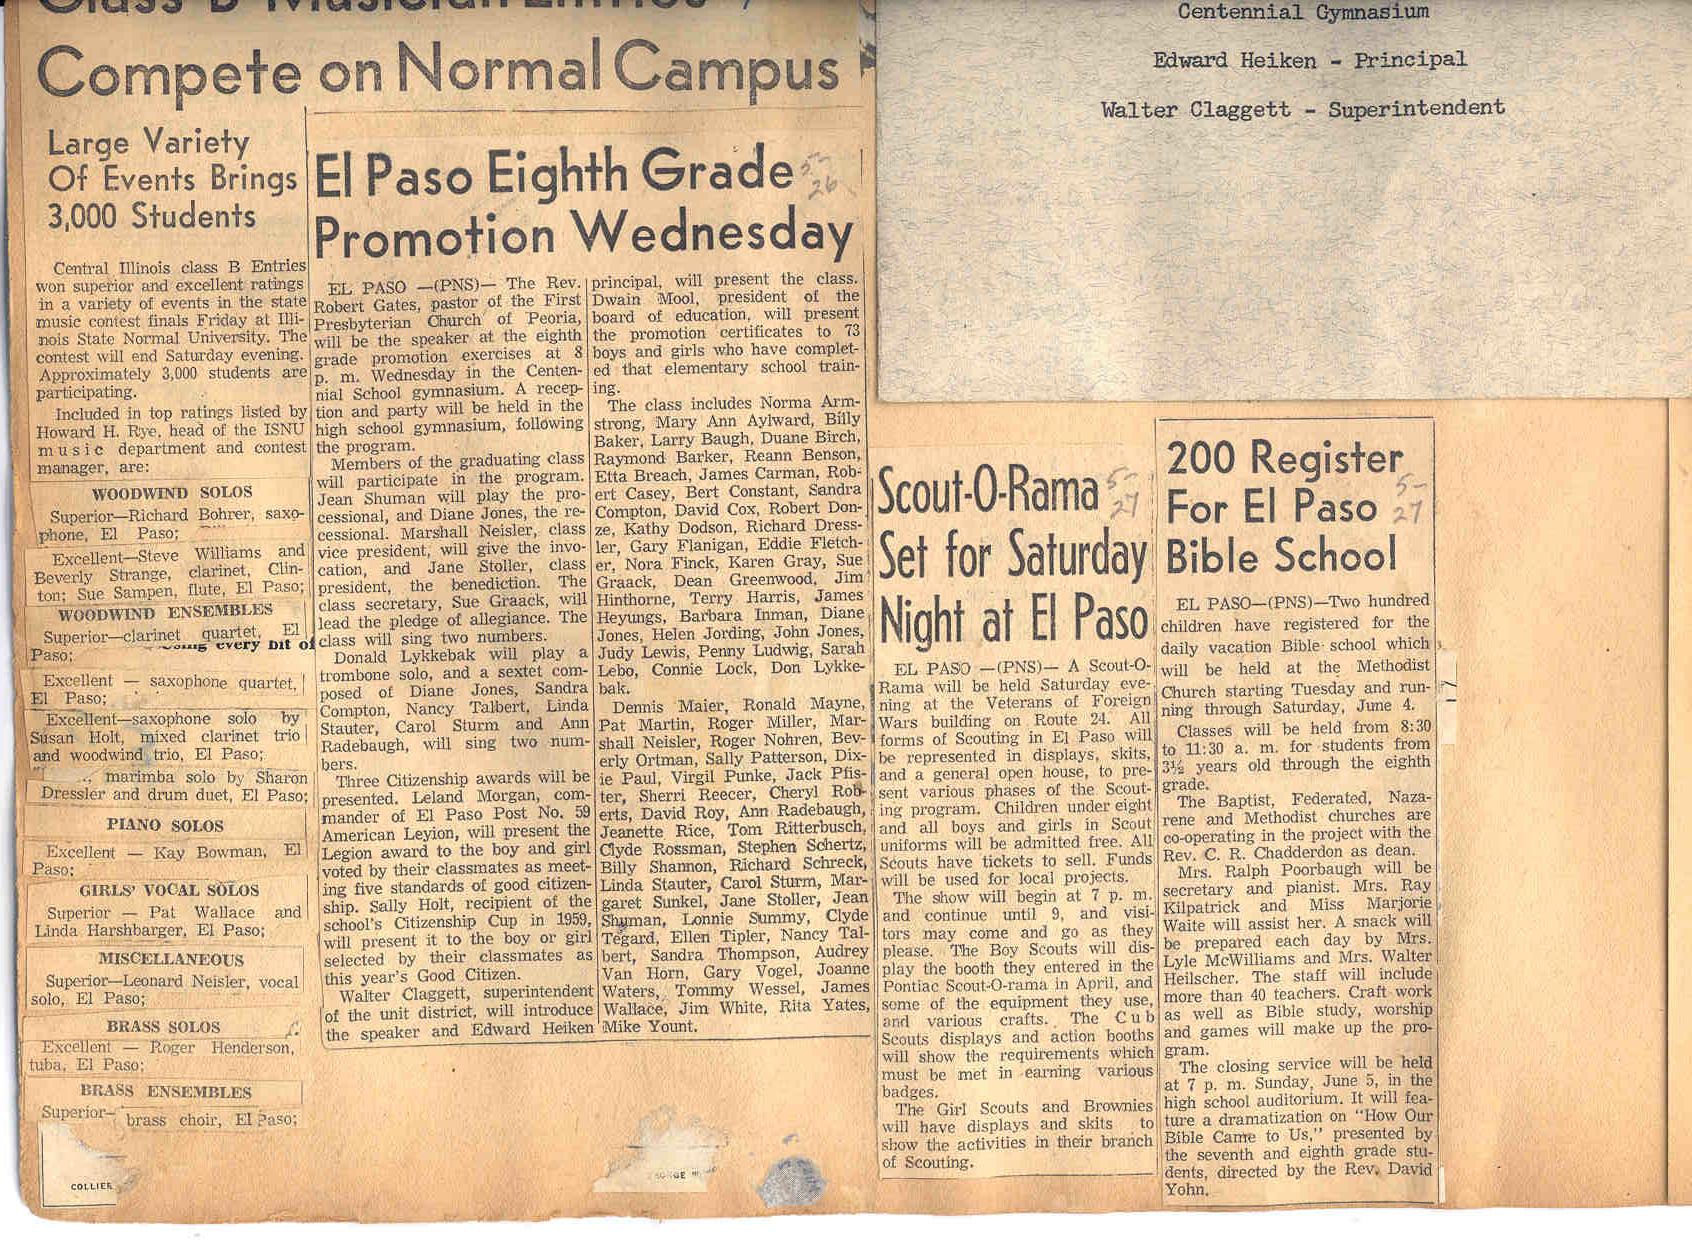 Class B Musician Entries
Compete on Normal Campus
Large Variety
Of Events Brings
3,000 Students
Central Illinois class B Entries
won superior and excellent ratings
in a variety of events in the state
music contest finals Friday at Illi-
nois State Normal University. The
contest will end Saturday evening.
Approximately 3,000 students are
participating.
Included in top ratings listed by
Howard H. Rye, head of the ISNU
music department and contest
manager, are:
WOODWIND SOLOS
Superior—Richard Bohrer, saxo-
phone, El Paso;
Excellent—Steve Williams and
Beverly Strange, clarinet, Clin-
ton; Sue Sampen, flute, El Paso;
WOODWIND ENSEMBLES
Superior—clarinet quartet, El
every bit of
Paso;
Excellent — saxophone quartet,
El Paso;
Excellent—saxophone solo by
Susan Holt, mixed clarinet trio
and woodwind trio, El Paso;
marimba solo by Sharon
Dressler and drum duet, El Paso;
PIANO SOLOS
Excellent — Kay Bowman, El
Paso;
GIRLS' VOCAL SOLOS
Superior — Pat Wallace and
Linda Harshbarger, El Paso;
MISCELLANEOUS
Superior—Leonard Neisler, vocal
solo, El Paso;
BRASS SOLOS
Excellent — Roger Henderson,
tuba, El Paso;
BRASS ENSEMBLES
Superior— brass choir, El Paso;
COLLIER
El Paso Eighth Grade
Promotion Wednesday
5-
26
EL PASO —(PNS)— The Rev.
Robert Gates, pastor of the First
Presbyterian Church of Peoria,
will be the speaker at the eighth
grade promotion exercises at 8
p. m. Wednesday in the Centen-
nial School gymnasium. A recep-
tion and party will be held in the
high school gymnasium, following
the program.
Members of the graduating class
will participate in the program.
Jean Shuman will play the pro-
cessional, and Diane Jones, the re-
cessional. Marshall Neisler, class
vice president, will give the invo-
cation, and Jane Stoller, class
president, the benediction. The
class secretary, Sue Graack, will
lead the pledge of allegiance. The
class will sing two numbers.
Donald Lykkebak will play a
trombone solo, and a sextet com-
posed of Diane Jones, Sandra
Compton, Nancy Talbert, Linda
Stauter, Carol Sturm and Ann
Radebaugh, will sing two num-
bers.
Three Citizenship awards will be
presented. Leland Morgan, com-
mander of El Paso Post No. 59
American Leyion, will present the
Legion award to the boy and girl
voted by their classmates as meet-
ing five standards of good citizen-
ship. Sally Holt, recipient of the
school's Citizenship Cup in 1959,
will present it to the boy or girl
selected by their classmates as
this year's Good Citizen.
Walter Claggett, superintendent
of the unit district, will introduce
the speaker and Edward Heiken
principal, will present the class.
Dwain Mool, president of the
board of education, will present
the promotion certificates to 73
boys and girls who have complet-
ed that elementary school train-
ing.
The class includes Norma Arm-
strong, Mary Ann Aylward, Billy
Baker, Larry Baugh, Duane Birch,
Raymond Barker, Reann Benson,
Etta Breach, James Carman, Rob-
ert Casey, Bert Constant, Sandra
Compton, David Cox, Robert Don-
ze, Kathy Dodson, Richard Dress-
ler, Gary Flanigan, Eddie Fletch-
er, Nora Finck, Karen Gray, Sue
Graack, Dean Greenwood, Jim
Hinthorne, Terry Harris, James
Heyungs, Barbara Inman, Diane
Jones, Helen Jording, John Jones,
Judy Lewis, Penny Ludwig, Sarah
Lebo, Connie Lock, Don Lykke-
bak.
Dennis Maier, Ronald Mayne,
Pat Martin, Roger Miller, Mar-
shall Neisler, Roger Nohren, Bev-
erly Ortman, Sally Patterson, Dix-
ie Paul, Virgil Punke, Jack Pfis-
ter, Sherri Reecer, Cheryl Rob-
erts, David Roy, Ann Radebaugh,
Jeanette Rice, Tom Ritterbusch,
Clyde Rossman, Stephen Schertz,
Billy Shannon, Richard Schreck,
Linda Stauter, Carol Sturm, Mar-
garet Sunkel, Jane Stoller, Jean
Shuman, Lonnie Summy, Clyde
Tegard, Ellen Tipler, Nancy Tal-
bert, Sandra Thompson, Audrey
Van Horn, Gary Vogel, Joanne
Waters, Tommy Wessel, James
Wallace, Jim White, Rita Yates,
Mike Yount.
Centennial Gymnasium
Edward Heiken - Principal
Walter Claggett - Superintendent
Scout-O-Rama
Set for Saturday
Night at El Paso
5-
27
EL PASO —(PNS)— A Scout-O-
Rama will be held Saturday eve-
ning at the Veterans of Foreign
Wars building on Route 24. All
forms of Scouting in El Paso will
be represented in displays, skits,
and a general open house, to pre-
sent various phases of the Scout-
ing program. Children under eight
and all boys and girls in Scout
uniforms will be admitted free. All
Scouts have tickets to sell. Funds
will be used for local projects.
The show will begin at 7 p. m.
and continue until 9, and visi-
tors may come and go as they
please. The Boy Scouts will dis-
play the booth they entered in the
Pontiac Scout-O-rama in April, and
some of the equipment they use,
and various crafts. The Cub
Scouts displays and action booths
will show the requirements which
must be met in earning various
badges.
The Girl Scouts and Brownies
will have displays and skits to
show the activities in their branch
of Scouting.
200 Register
For El Paso
Bible School
5-
27
EL PASO—(PNS)—Two hundred
children have registered for the
daily vacation Bible school which
will be held at the Methodist
Church starting Tuesday and run-
ning through Saturday, June 4.
Classes will be held from 8:30
to 11:30 a. m. for students from
3½ years old through the eighth
grade.
The Baptist, Federated, Naza-
rene and Methodist churches are
co-operating in the project with the
Rev. C. R. Chadderdon as dean.
Mrs. Ralph Poorbaugh will be
secretary and pianist. Mrs. Ray
Kilpatrick and Miss Marjorie
Waite will assist her. A snack will
be prepared each day by Mrs.
Lyle McWilliams and Mrs. Walter
Heilscher. The staff will include
more than 40 teachers. Craft work
as well as Bible study, worship
and games will make up the pro-
gram.
The closing service will be held
at 7 p. m. Sunday, June 5, in the
high school auditorium. It will fea-
ture a dramatization on "How Our
Bible Came to Us," presented by
the seventh and eighth grade stu-
dents, directed by the Rev. David
Yohn.